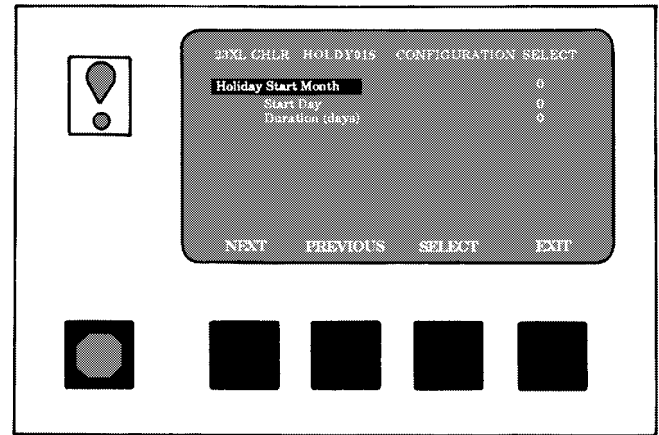 23XL CHLR HOLDY01S CONFIGURATION SELECT
Holiday Start Month 0
Start Day 0
Duration (days) 0
NEXT PREVIOUS SELECT EXIT